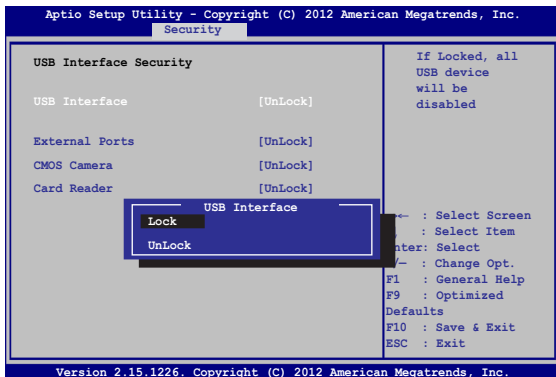 Aptio Setup Utility - Copyright (C) 2012 American Megatrends, Inc.
Security
USB Interface Security
USB Interface [UnLock]
External Ports [UnLock]
CMOS Camera [UnLock]
Card Reader [UnLock]
If Locked, all
USB device
will be
disabled
USB Interface
Lock
UnLock
: Select Screen
: Select Item
nter: Select
/— : Change Opt.
F1 : General Help
F9 : Optimized
Defaults
F10 : Save & Exit
ESC : Exit
Version 2.15.1226. Copyright (C) 2012 American Megatrends, Inc.